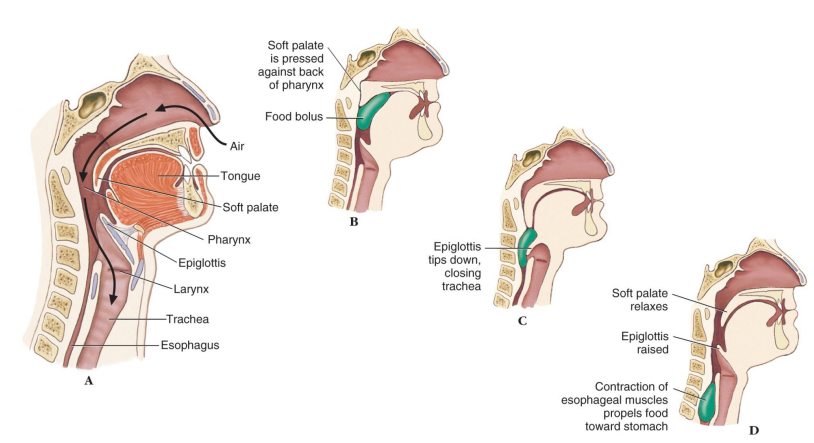 Air
Tongue
Soft palate
Pharynx
Epiglottis
Larynx
Trachea
Esophagus
A
Soft palate
is pressed
against back
of pharynx
Food bolus
B
Epiglottis
tips down,
closing
trachea
C
Soft palate
relaxes
Epiglottis
raised
Contraction of
esophageal muscles
propels food
toward stomach
D